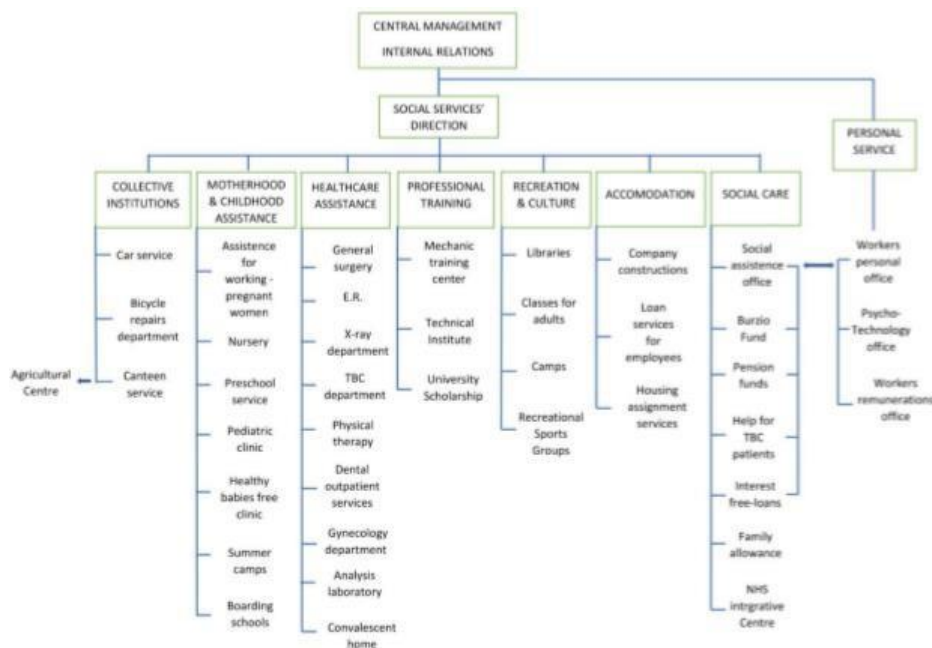 CENTRAL MANAGEMENT
INTERNAL RELATIONS
SOCIAL SERVICES'
DIRECTION
PERSONAL
SERVICE
COLLECTIVE
INSTITUTIONS
MOTHERHOOD
& CHILDHOOD
ASSISTANCE
HEALTHCARE
ASSISTANCE
PROFESSIONAL
TRAINING
RECREATION
& CULTURE
ACCOMODATION
SOCIAL CARE
Car service
Bicycle
repairs
department
Canteen
service
Agricultural
Centre
Assistence
for
working -
pregnant
women
Nursery
Preschool
service
Pediatric
clinic
Healthy
babies free
clinic
Summer
camps
Boarding
schools
General
surgery
E.R.
X-ray
department
TBC
department
Physical
therapy
Dental
outpatient
services
Gynecology
department
Analysis
laboratory
Convalescent
home
Mechanic
training
center
Technical
Institute
University
Scholarship
Libraries
Classes for
adults
Camps
Recreational
Sports
Groups
Company
constructions
Loan
services
for
employees
Housing
assignment
services
Social
assistence
office
Burzio
Fund
Pension
funds
Help for
TBC
patients
Interest
free-loans
Family
allowance
NHS
intrgrative
Centre
Workers
personal
office
Psycho-
Technology
office
Workers
remunerations
office